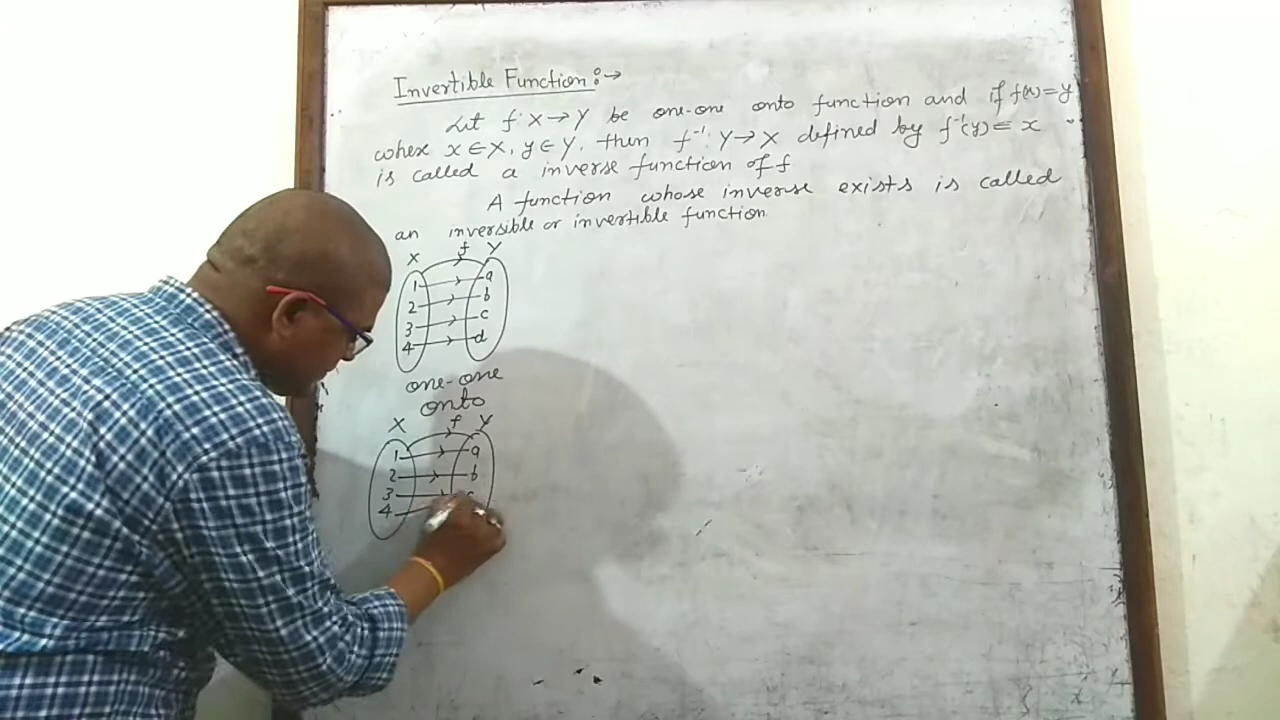 Invertible Function :→
Let f: X → Y be one-one onto function and if f(x) = y
where x ∈ X, y ∈ Y, then f⁻¹: Y → X defined by f⁻¹(y) = x
is called a inverse function of f
A function whose inverse exists is called
an inversible or invertible function.
X f Y
1 a
2 b
3 c
4 d
one-one
onto
X f Y
1 a
2 b
3 c
4